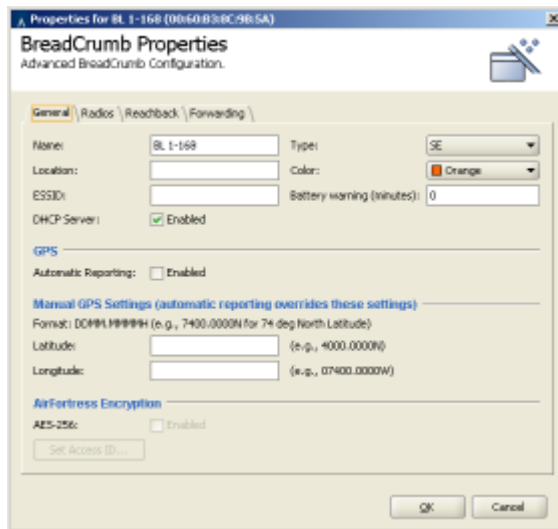 Properties for BL 1-168 (00:60:B3:8C:9B:5A)
BreadCrumb Properties
Advanced BreadCrumb Configuration.
General Radios Reachback Forwarding
Name: BL 1-168 Type: SE
Location: Color: Orange
ESSID: Battery warning (minutes): 0
DHCP Server: Enabled
GPS
Automatic Reporting: Enabled
Manual GPS Settings (automatic reporting overrides these settings)
Format: DDMM.MMMMH (e.g., 7400.0000N for 74 deg North Latitude)
Latitude: (e.g., 4000.0000N)
Longitude: (e.g., 07400.0000W)
AirFortress Encryption
AES-256: Enabled
Set Access ID...
OK Cancel